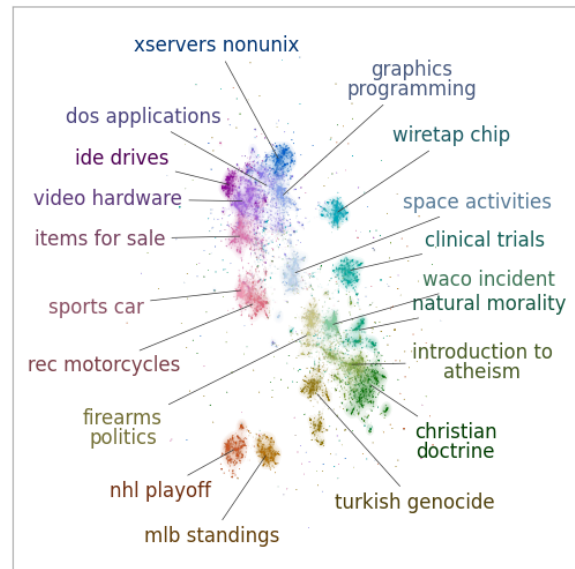 xservers nonunix
graphics
programming
dos applications
wiretap chip
ide drives
video hardware
space activities
items for sale
clinical trials
waco incident
natural morality
sports car
rec motorcycles
introduction to
atheism
firearms
politics
christian
doctrine
nhl playoff
turkish genocide
mlb standings